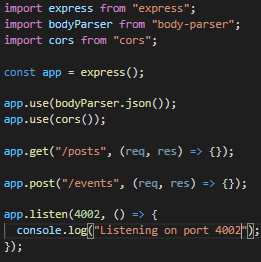 import express from "express";
import bodyParser from "body-parser";
import cors from "cors";
const app = express();
app.use(bodyParser.json());
app.use(cors());
app.get("/posts", (req, res) => {});
app.post("/events", (req, res) => {});
app.listen(4002, () => {
  console.log("Listening on port 4002");
});